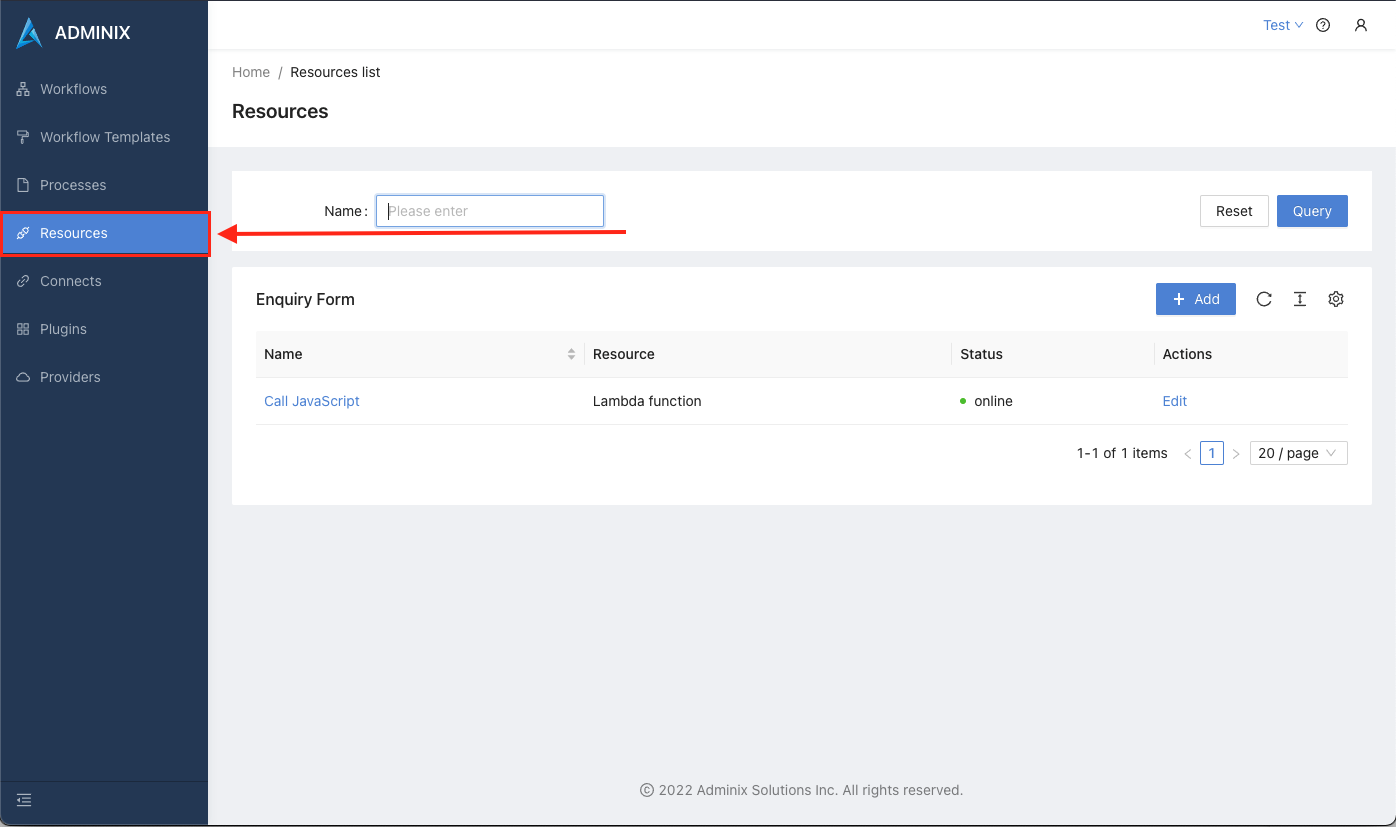 ADMINIX
Test
Workflows
Workflow Templates
Processes
Resources
Connects
Plugins
Providers
Home / Resources list
Resources
Name : Please enter
Reset Query
Enquiry Form
+ Add
Name Resource Status Actions
Call JavaScript Lambda function online Edit
1-1 of 1 items < 1 > 20 / page
© 2022 Adminix Solutions Inc. All rights reserved.